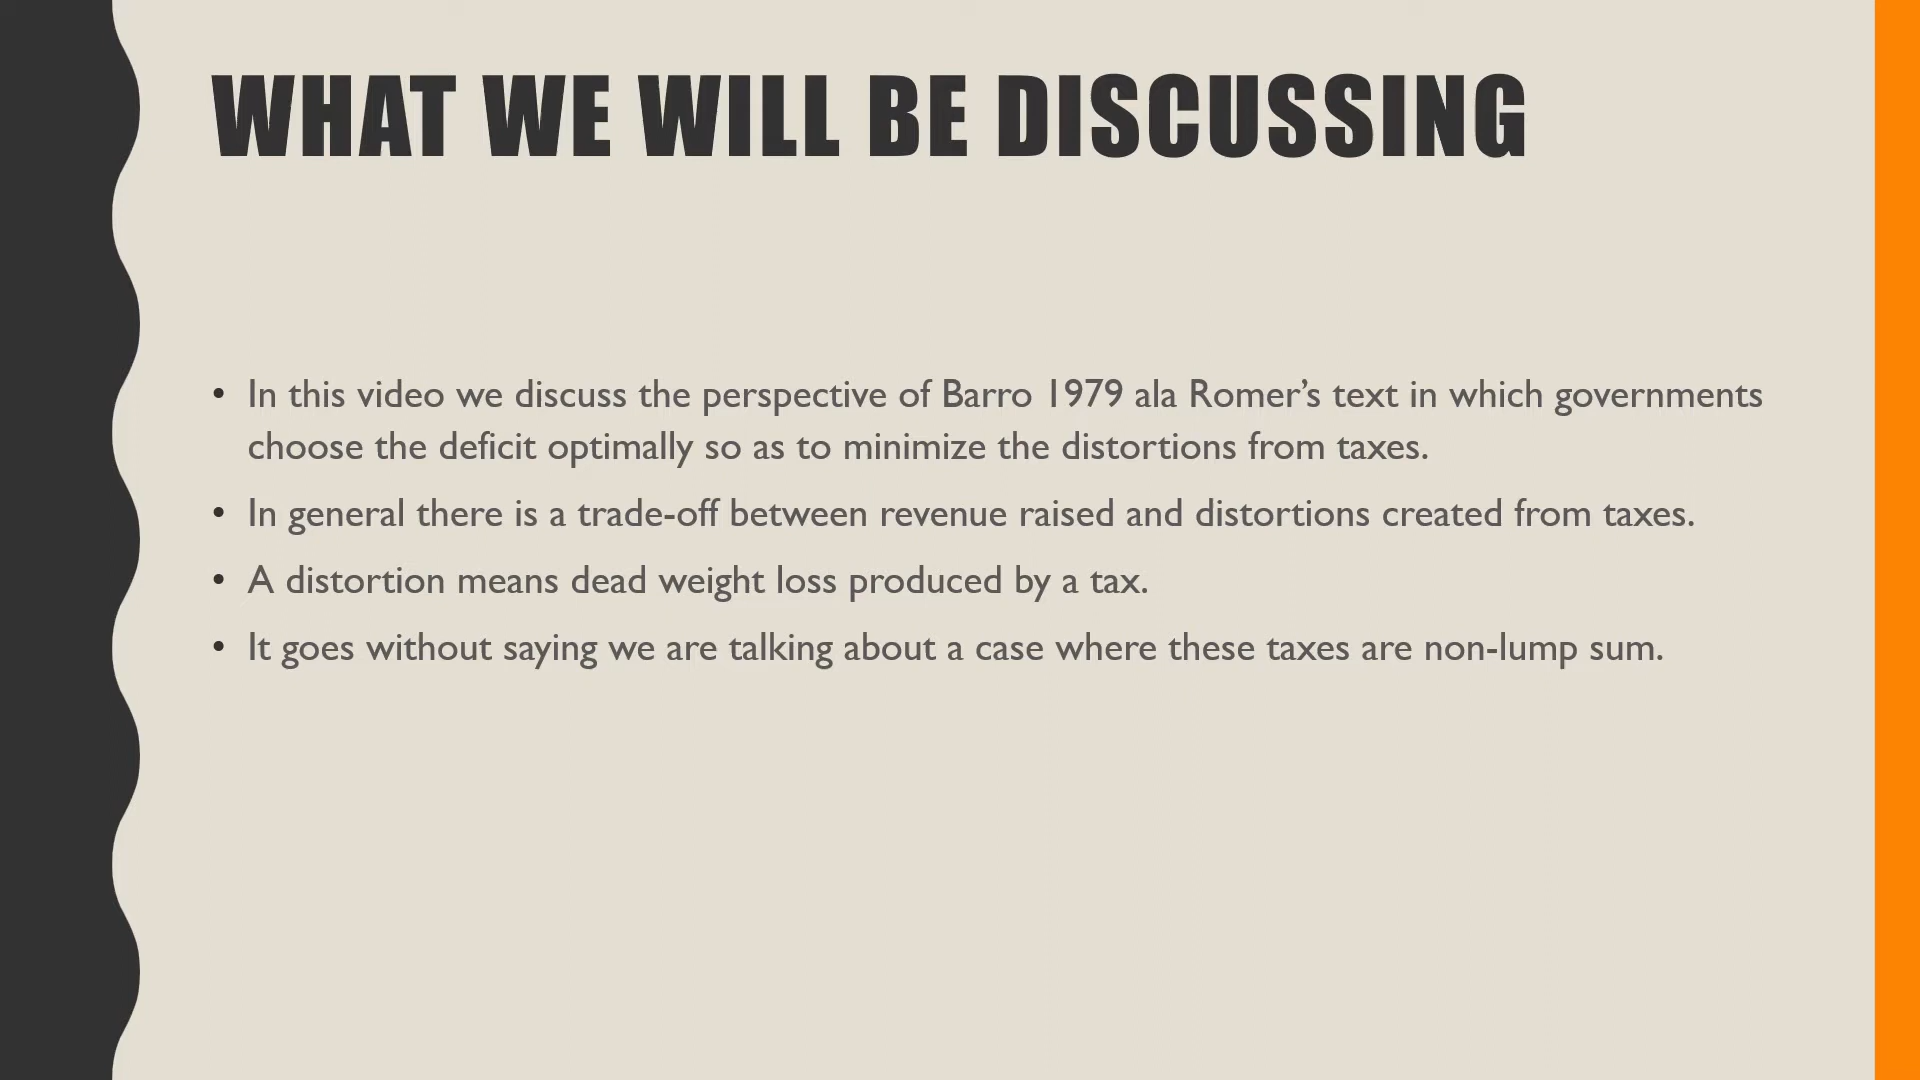 WHAT WE WILL BE DISCUSSING
• In this video we discuss the perspective of Barro 1979 ala Romer’s text in which governments
choose the deficit optimally so as to minimize the distortions from taxes.
• In general there is a trade-off between revenue raised and distortions created from taxes.
• A distortion means dead weight loss produced by a tax.
• It goes without saying we are talking about a case where these taxes are non-lump sum.